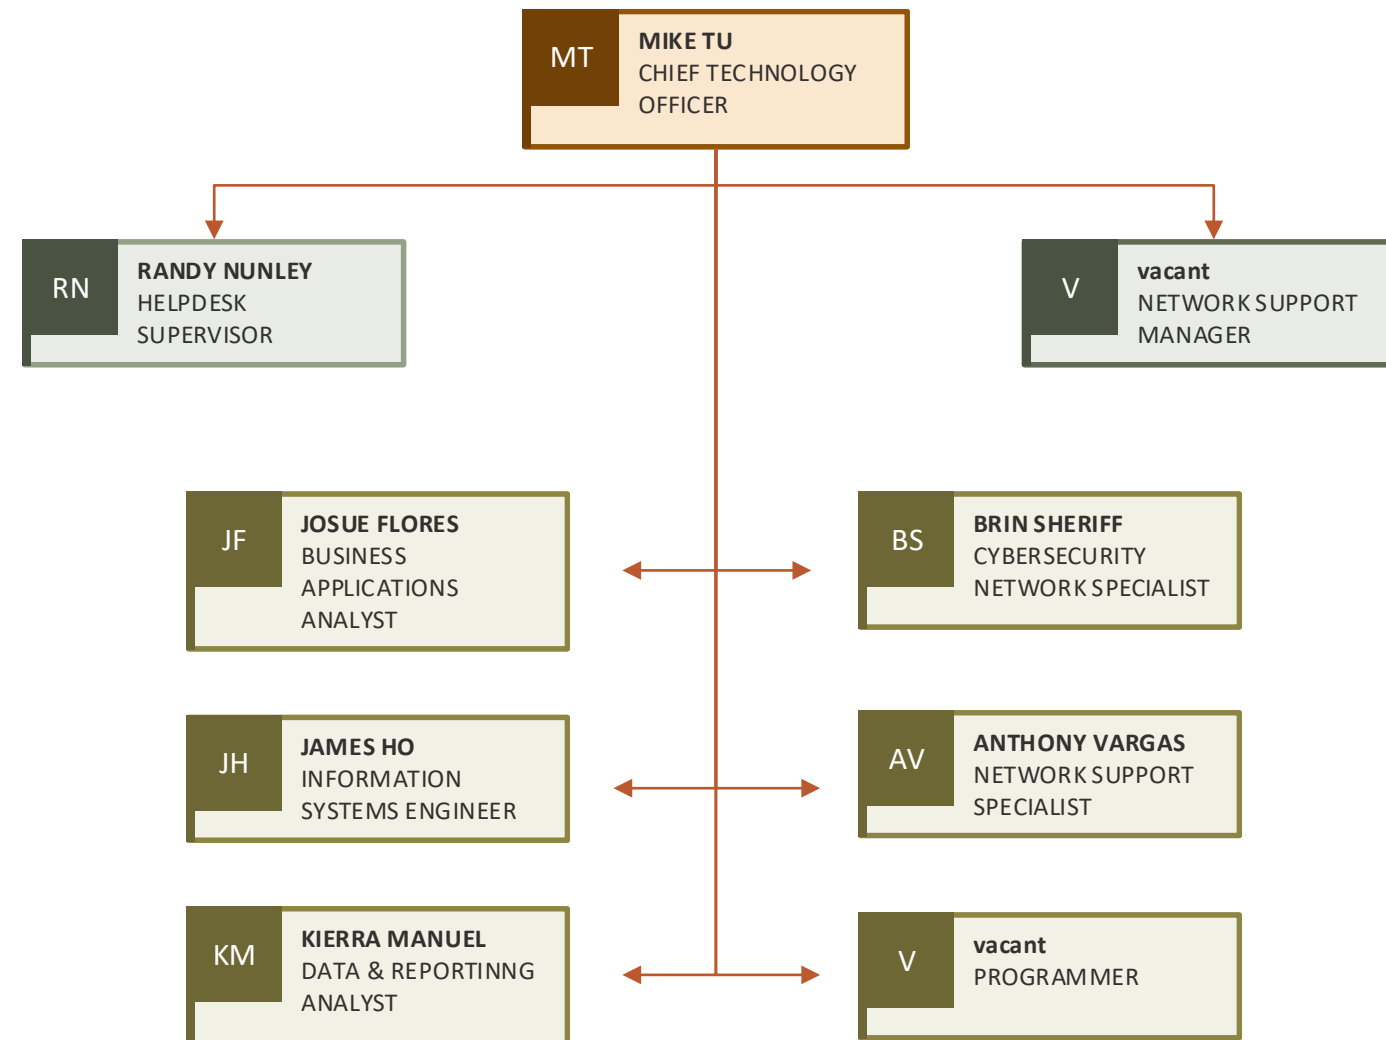 MT
MIKE TU
CHIEF TECHNOLOGY
OFFICER
RN
RANDY NUNLEY
HELPDESK
SUPERVISOR
V
vacant
NETWORK SUPPORT
MANAGER
JF
JOSUE FLORES
BUSINESS
APPLICATIONS
ANALYST
BS
BRIN SHERIFF
CYBERSECURITY
NETWORK SPECIALIST
JH
JAMES HO
INFORMATION
SYSTEMS ENGINEER
AV
ANTHONY VARGAS
NETWORK SUPPORT
SPECIALIST
KM
KIERRA MANUEL
DATA & REPORTINNG
ANALYST
V
vacant
PROGRAMMER